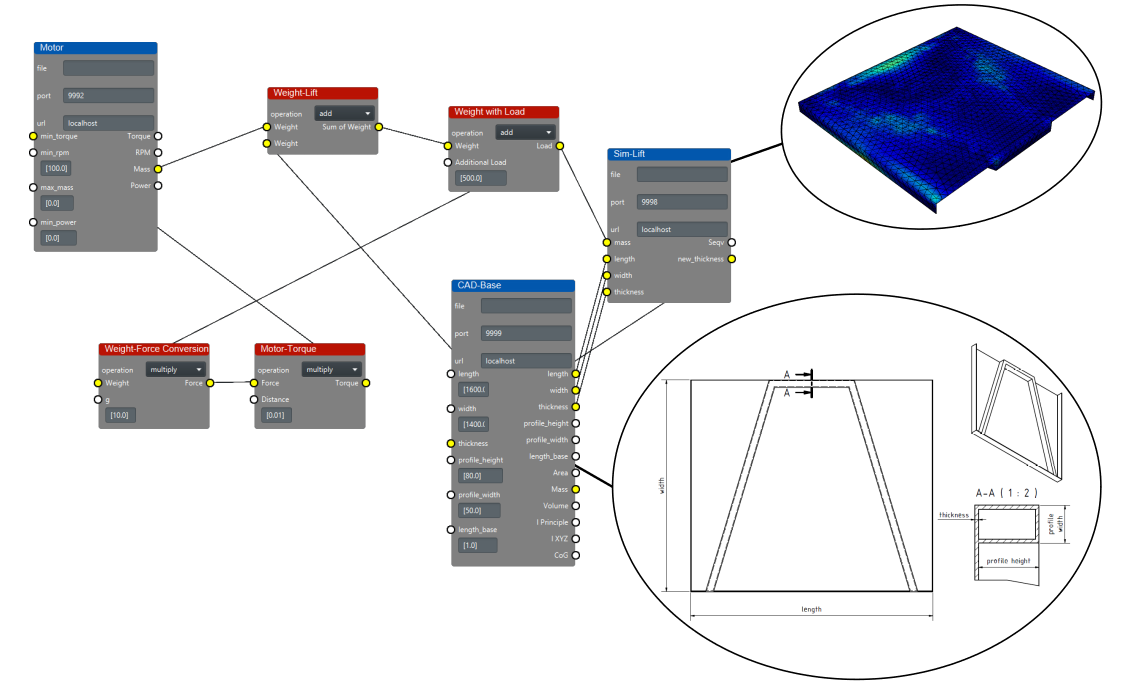 Motor
file
port 9992
url localhost
min_torque Torque
min_rpm RPM
[100.0] Mass
max_mass Power
[0.0]
min_power
[0.0]
Weight-Lift
operation add
Weight Sum of Weight
Weight
Weight with Load
operation add
Weight Load
Additional Load
[500.0]
Sim-Lift
file
port 9998
url localhost
mass Seqv
length new_thickness
width
thickness
Weight-Force Conversion
operation multiply
Weight Force
g
[10.0]
Motor-Torque
operation multiply
Force Torque
Distance
[0.01]
CAD-Base
file
port 9999
url localhost
length length
[1600.( width
width thickness
[1400.( profile_height
thickness profile_width
profile_height length_base
[80.0] Area
profile_width Mass
[50.0] Volume
length_base I Principle
[1.0] I XYZ
CoG
A
A
width
length
A-A ( 1 : 2 )
thickness
profile
width
profile height